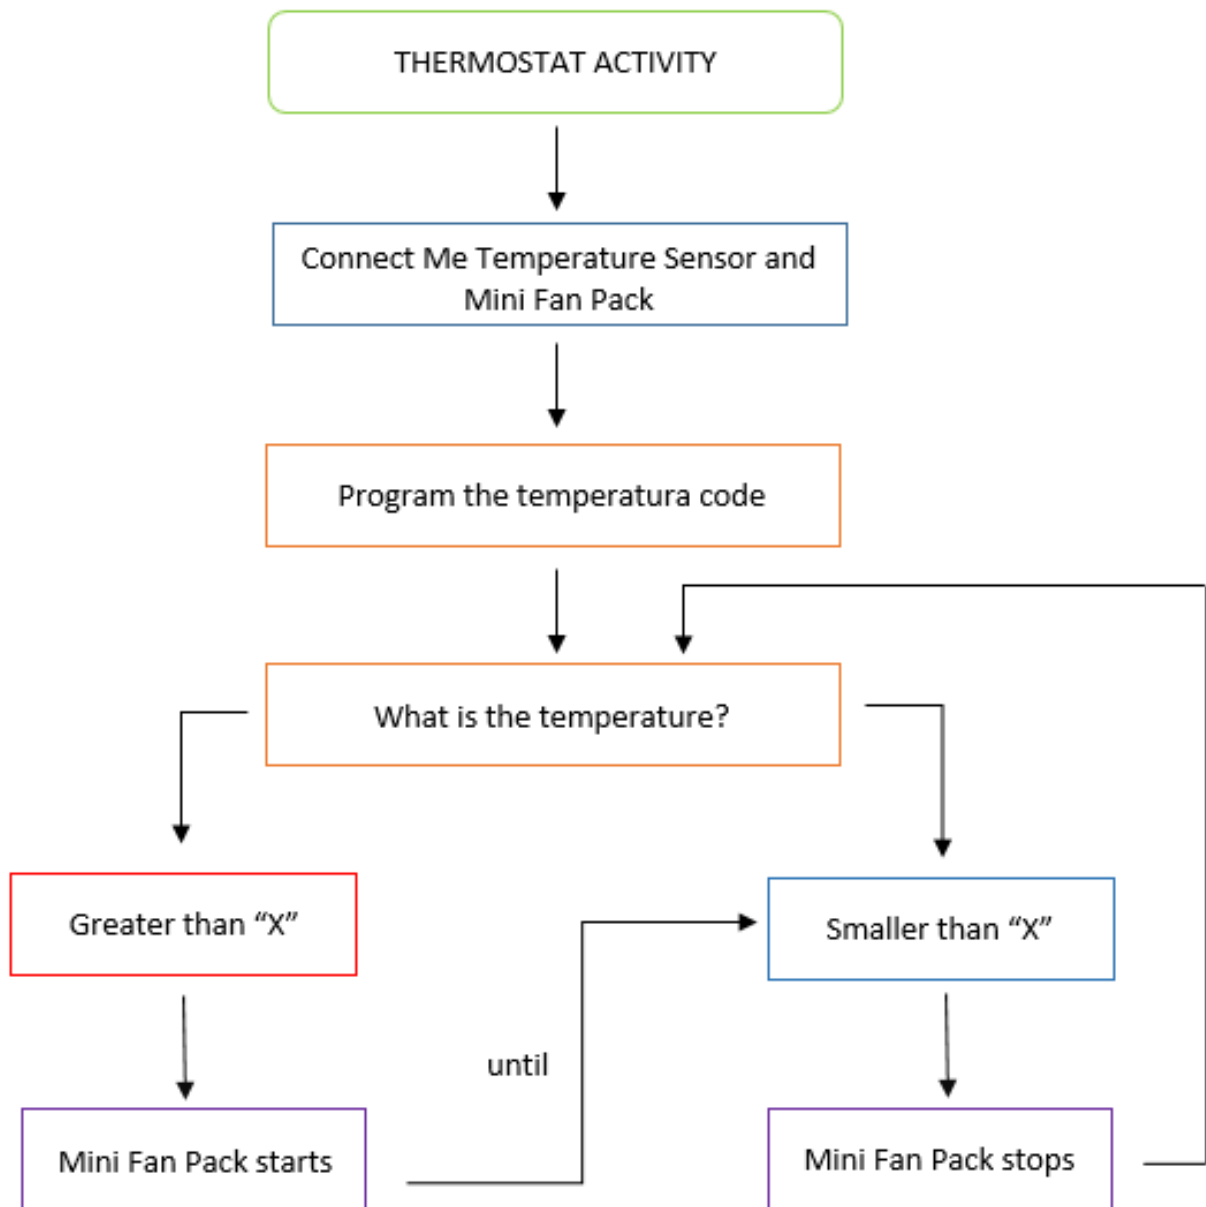 THERMOSTAT ACTIVITY
Connect Me Temperature Sensor and
Mini Fan Pack
Program the temperatura code
What is the temperature?
Greater than “X”
Smaller than “X”
until
Mini Fan Pack starts
Mini Fan Pack stops